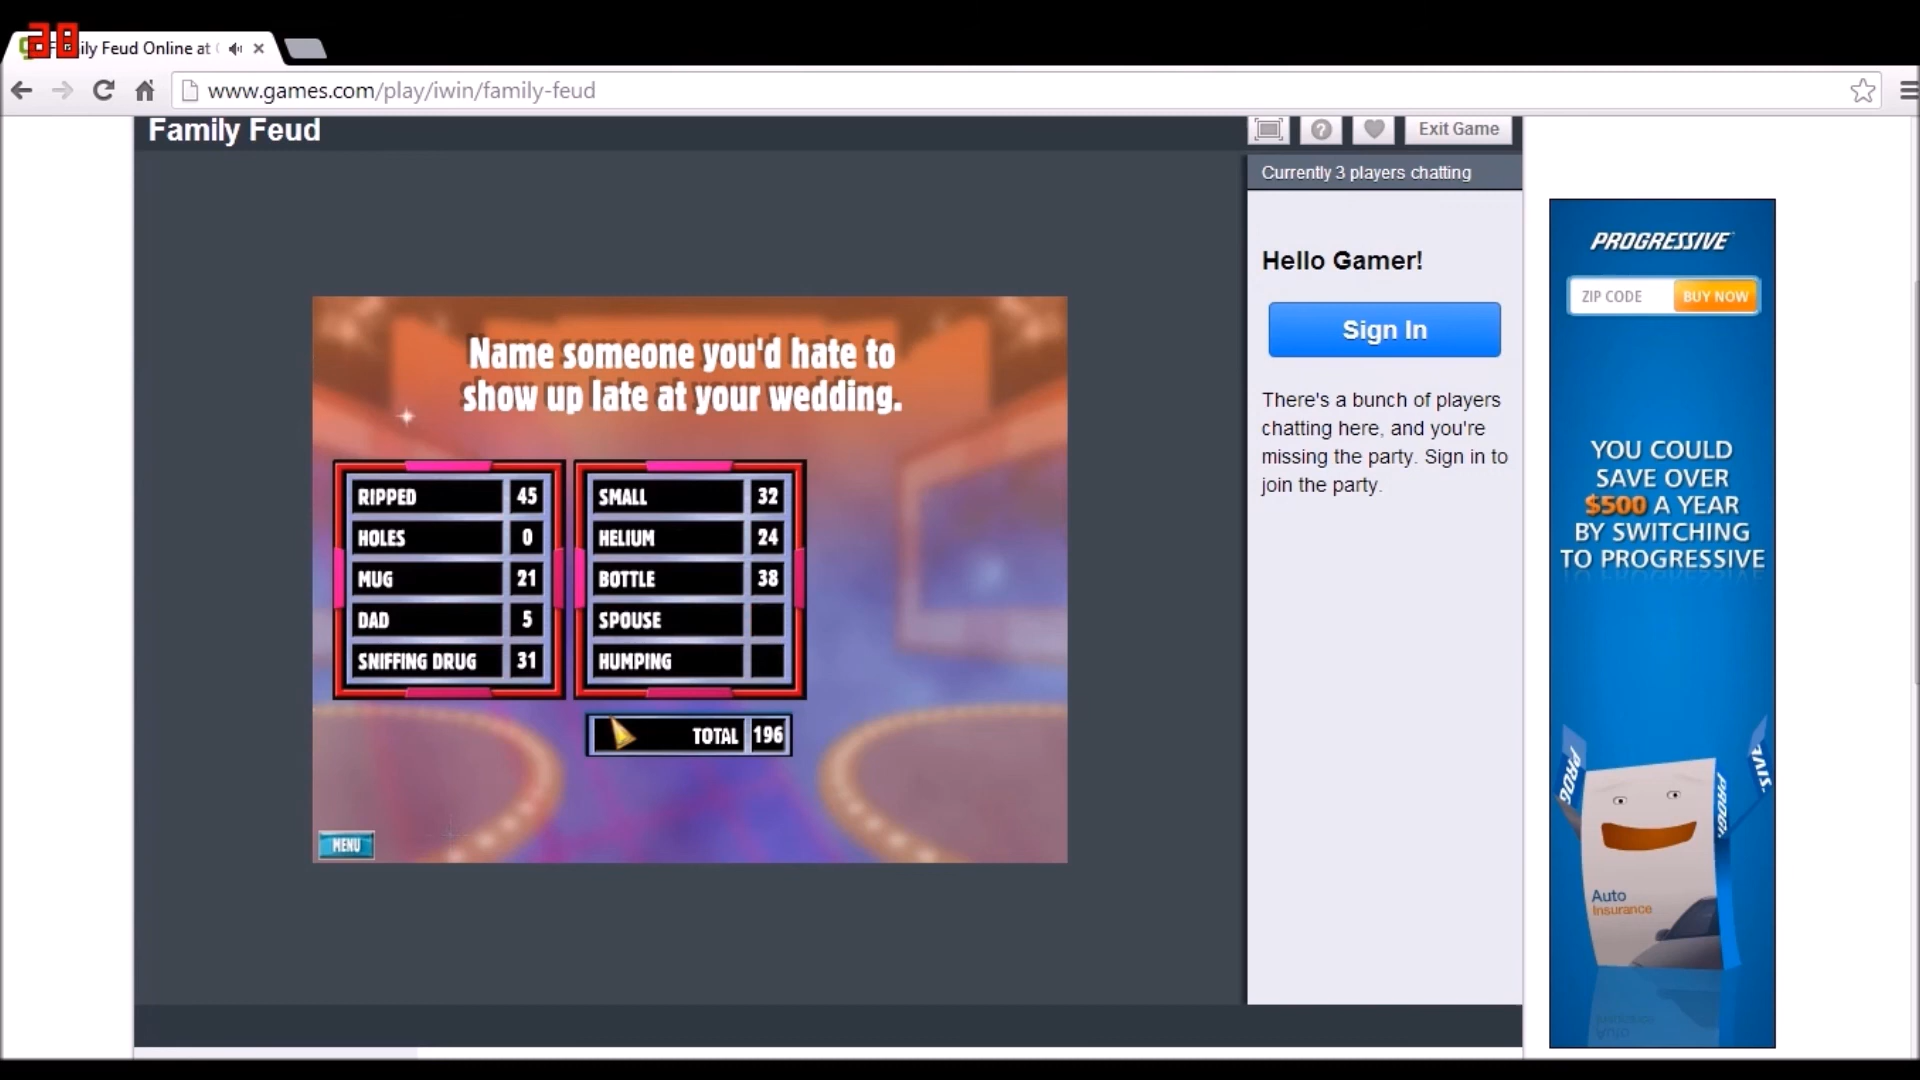 28
ily Feud Online at
www.games.com/play/iwin/family-feud
Family Feud
Exit Game
Currently 3 players chatting
Hello Gamer!
Sign In
There's a bunch of players
chatting here, and you're
missing the party. Sign in to
join the party.
Name someone you'd hate to
show up late at your wedding.
RIPPED 45
HOLES 0
MUG 21
DAD 5
SNIFFING DRUG 31
SMALL 32
HELIUM 24
BOTTLE 38
SPOUSE
HUMPING
TOTAL 196
MENU
PROGRESSIVE
ZIP CODE BUY NOW
YOU COULD
SAVE OVER
$500 A YEAR
BY SWITCHING
TO PROGRESSIVE
Auto
Insurance